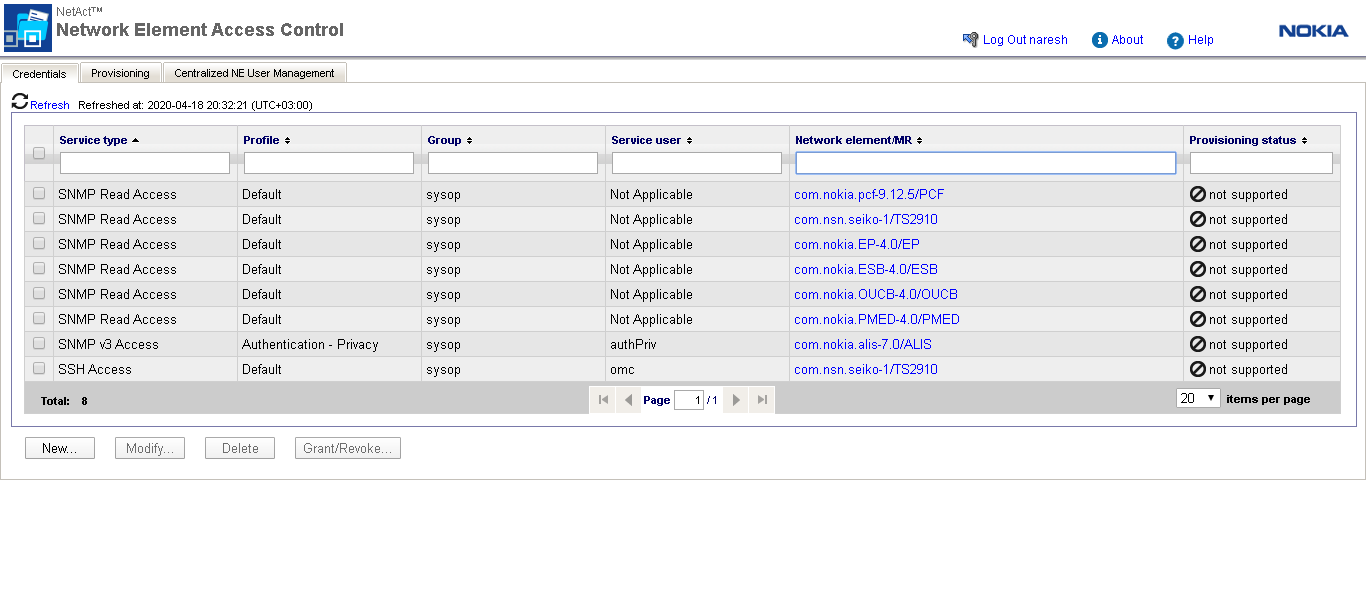 NetAct™
Network Element Access Control
Log Out naresh About Help NOKIA
Credentials Provisioning Centralized NE User Management
Refresh Refreshed at: 2020-04-18 20:32:21 (UTC+03:00)
Service type Profile Group Service user Network element/MR Provisioning status
SNMP Read Access Default sysop Not Applicable com.nokia.pcf-9.12.5/PCF not supported
SNMP Read Access Default sysop Not Applicable com.nsn.seiko-1/TS2910 not supported
SNMP Read Access Default sysop Not Applicable com.nokia.EP-4.0/EP not supported
SNMP Read Access Default sysop Not Applicable com.nokia.ESB-4.0/ESB not supported
SNMP Read Access Default sysop Not Applicable com.nokia.OUCB-4.0/OUCB not supported
SNMP Read Access Default sysop Not Applicable com.nokia.PMED-4.0/PMED not supported
SNMP v3 Access Authentication - Privacy sysop authPriv com.nokia.alis-7.0/ALIS not supported
SSH Access Default sysop omc com.nsn.seiko-1/TS2910 not supported
Total: 8 Page 1 /1 20 items per page
New... Modify... Delete Grant/Revoke...